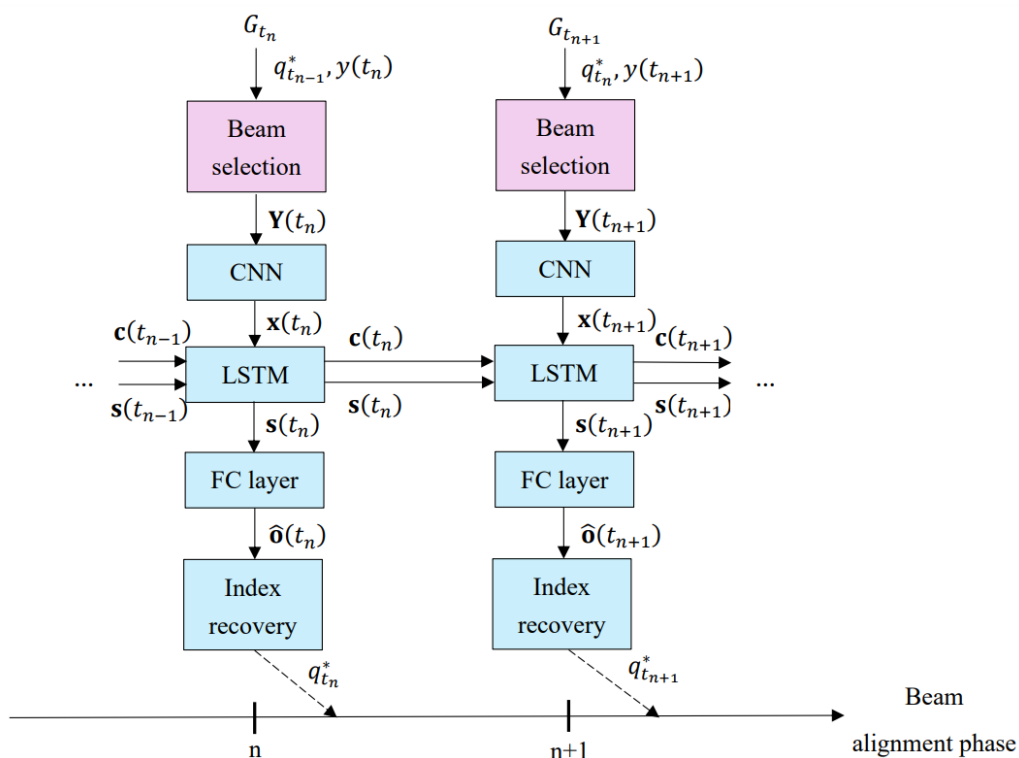 G_{t_n} G_{t_{n+1}}
q^*_{t_{n-1}}, y(t_n) q^*_{t_n}, y(t_{n+1})
Beam selection Beam selection
Y(t_n) Y(t_{n+1})
CNN CNN
x(t_n) x(t_{n+1})
c(t_{n-1}) c(t_n) c(t_{n+1})
... LSTM LSTM ...
s(t_{n-1}) s(t_n) s(t_{n+1})
s(t_n) s(t_{n+1})
FC layer FC layer
ô(t_n) ô(t_{n+1})
Index recovery Index recovery
q^*_{t_n} q^*_{t_{n+1}}
n n+1
Beam
alignment phase